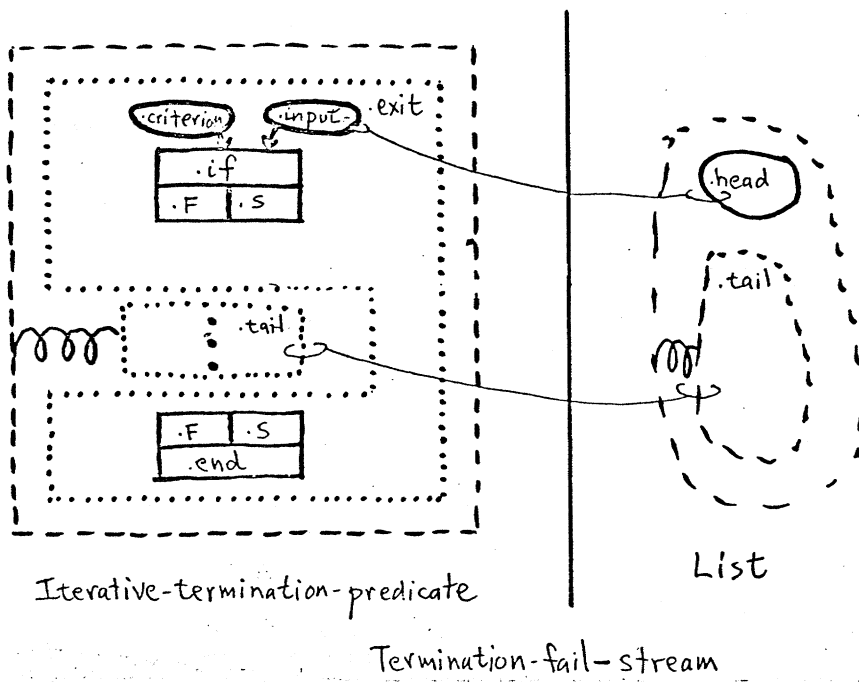 .criterion .input .exit
.if
.F .S
.head
.tail
.tail
.F .S
.end
List
Iterative-termination-predicate
Termination-fail-stream